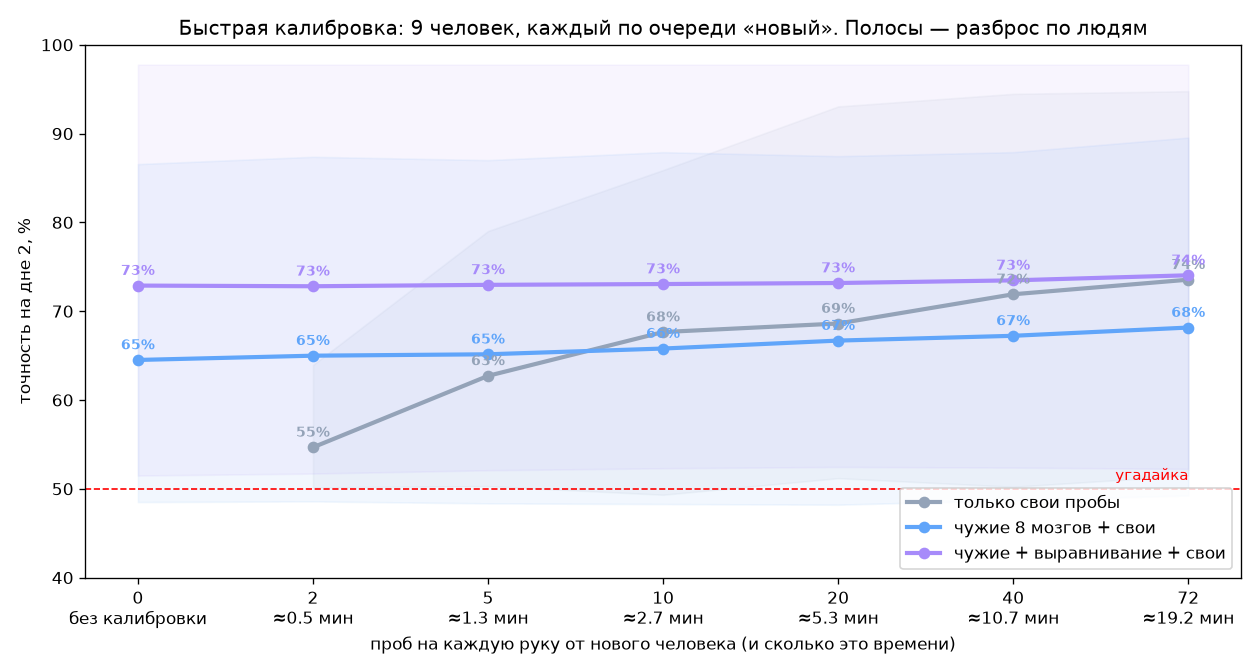 Быстрая калибровка: 9 человек, каждый по очереди «новый». Полосы — разброс по людям
точность на дне 2, %
100
90
80
70
60
50
40
73%
73%
73%
73%
73%
73%
74%
65%
65%
65%
66%
67%
67%
68%
55%
63%
68%
69%
72%
74%
угадайка
только свои пробы
чужие 8 мозгов + свои
чужие + выравнивание + свои
0
без калибровки
2
≈0.5 мин
5
≈1.3 мин
10
≈2.7 мин
20
≈5.3 мин
40
≈10.7 мин
72
≈19.2 мин
проб на каждую руку от нового человека (и сколько это времени)